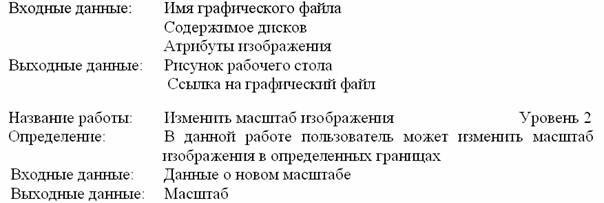 Входные данные: Имя графического файла
Содержимое дисков
Атрибуты изображения
Выходные данные: Рисунок рабочего стола
Ссылка на графический файл
Название работы: Изменить масштаб изображения Уровень 2
Определение: В данной работе пользователь может изменить масштаб
изображения в определенных границах
Входные данные: Данные о новом масштабе
Выходные данные: Масштаб